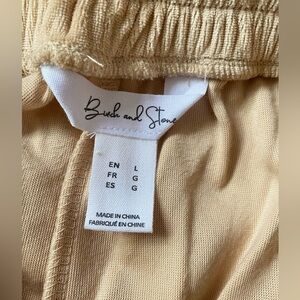 Birch and Stone
EN L
FR G
ES G
MADE IN CHINA
FABRIQUÉ EN CHINE